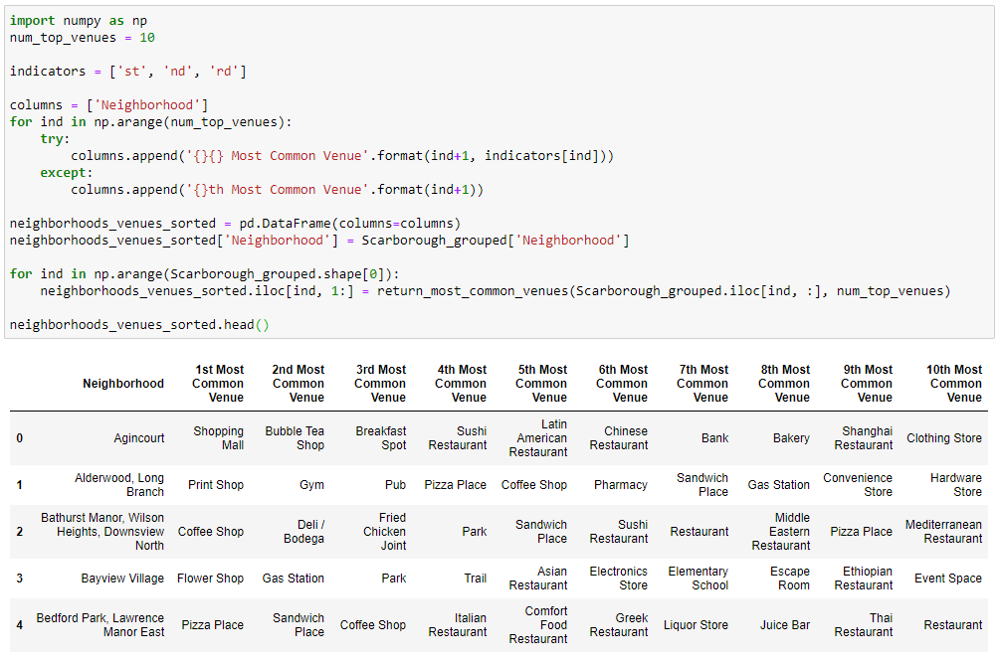 import numpy as np
num_top_venues = 10
indicators = ['st', 'nd', 'rd']
columns = ['Neighborhood']
for ind in np.arange(num_top_venues):
    try:
        columns.append('{}{} Most Common Venue'.format(ind+1, indicators[ind]))
    except:
        columns.append('{}th Most Common Venue'.format(ind+1))
neighborhoods_venues_sorted = pd.DataFrame(columns=columns)
neighborhoods_venues_sorted['Neighborhood'] = Scarborough_grouped['Neighborhood']
for ind in np.arange(Scarborough_grouped.shape[0]):
    neighborhoods_venues_sorted.iloc[ind, 1:] = return_most_common_venues(Scarborough_grouped.iloc[ind, :], num_top_venues)
neighborhoods_venues_sorted.head()
Neighborhood 1st Most Common Venue 2nd Most Common Venue 3rd Most Common Venue 4th Most Common Venue 5th Most Common Venue 6th Most Common Venue 7th Most Common Venue 8th Most Common Venue 9th Most Common Venue 10th Most Common Venue
0 Agincourt Shopping Mall Bubble Tea Shop Breakfast Spot Sushi Restaurant Latin American Restaurant Chinese Restaurant Bank Bakery Shanghai Restaurant Clothing Store
1 Alderwood, Long Branch Print Shop Gym Pub Pizza Place Coffee Shop Pharmacy Sandwich Place Gas Station Convenience Store Hardware Store
2 Bathurst Manor, Wilson Heights, Downsview North Coffee Shop Deli / Bodega Fried Chicken Joint Park Sandwich Place Sushi Restaurant Restaurant Middle Eastern Restaurant Pizza Place Mediterranean Restaurant
3 Bayview Village Flower Shop Gas Station Park Trail Asian Restaurant Electronics Store Elementary School Escape Room Ethiopian Restaurant Event Space
4 Bedford Park, Lawrence Manor East Pizza Place Sandwich Place Coffee Shop Italian Restaurant Comfort Food Restaurant Greek Restaurant Liquor Store Juice Bar Thai Restaurant Restaurant